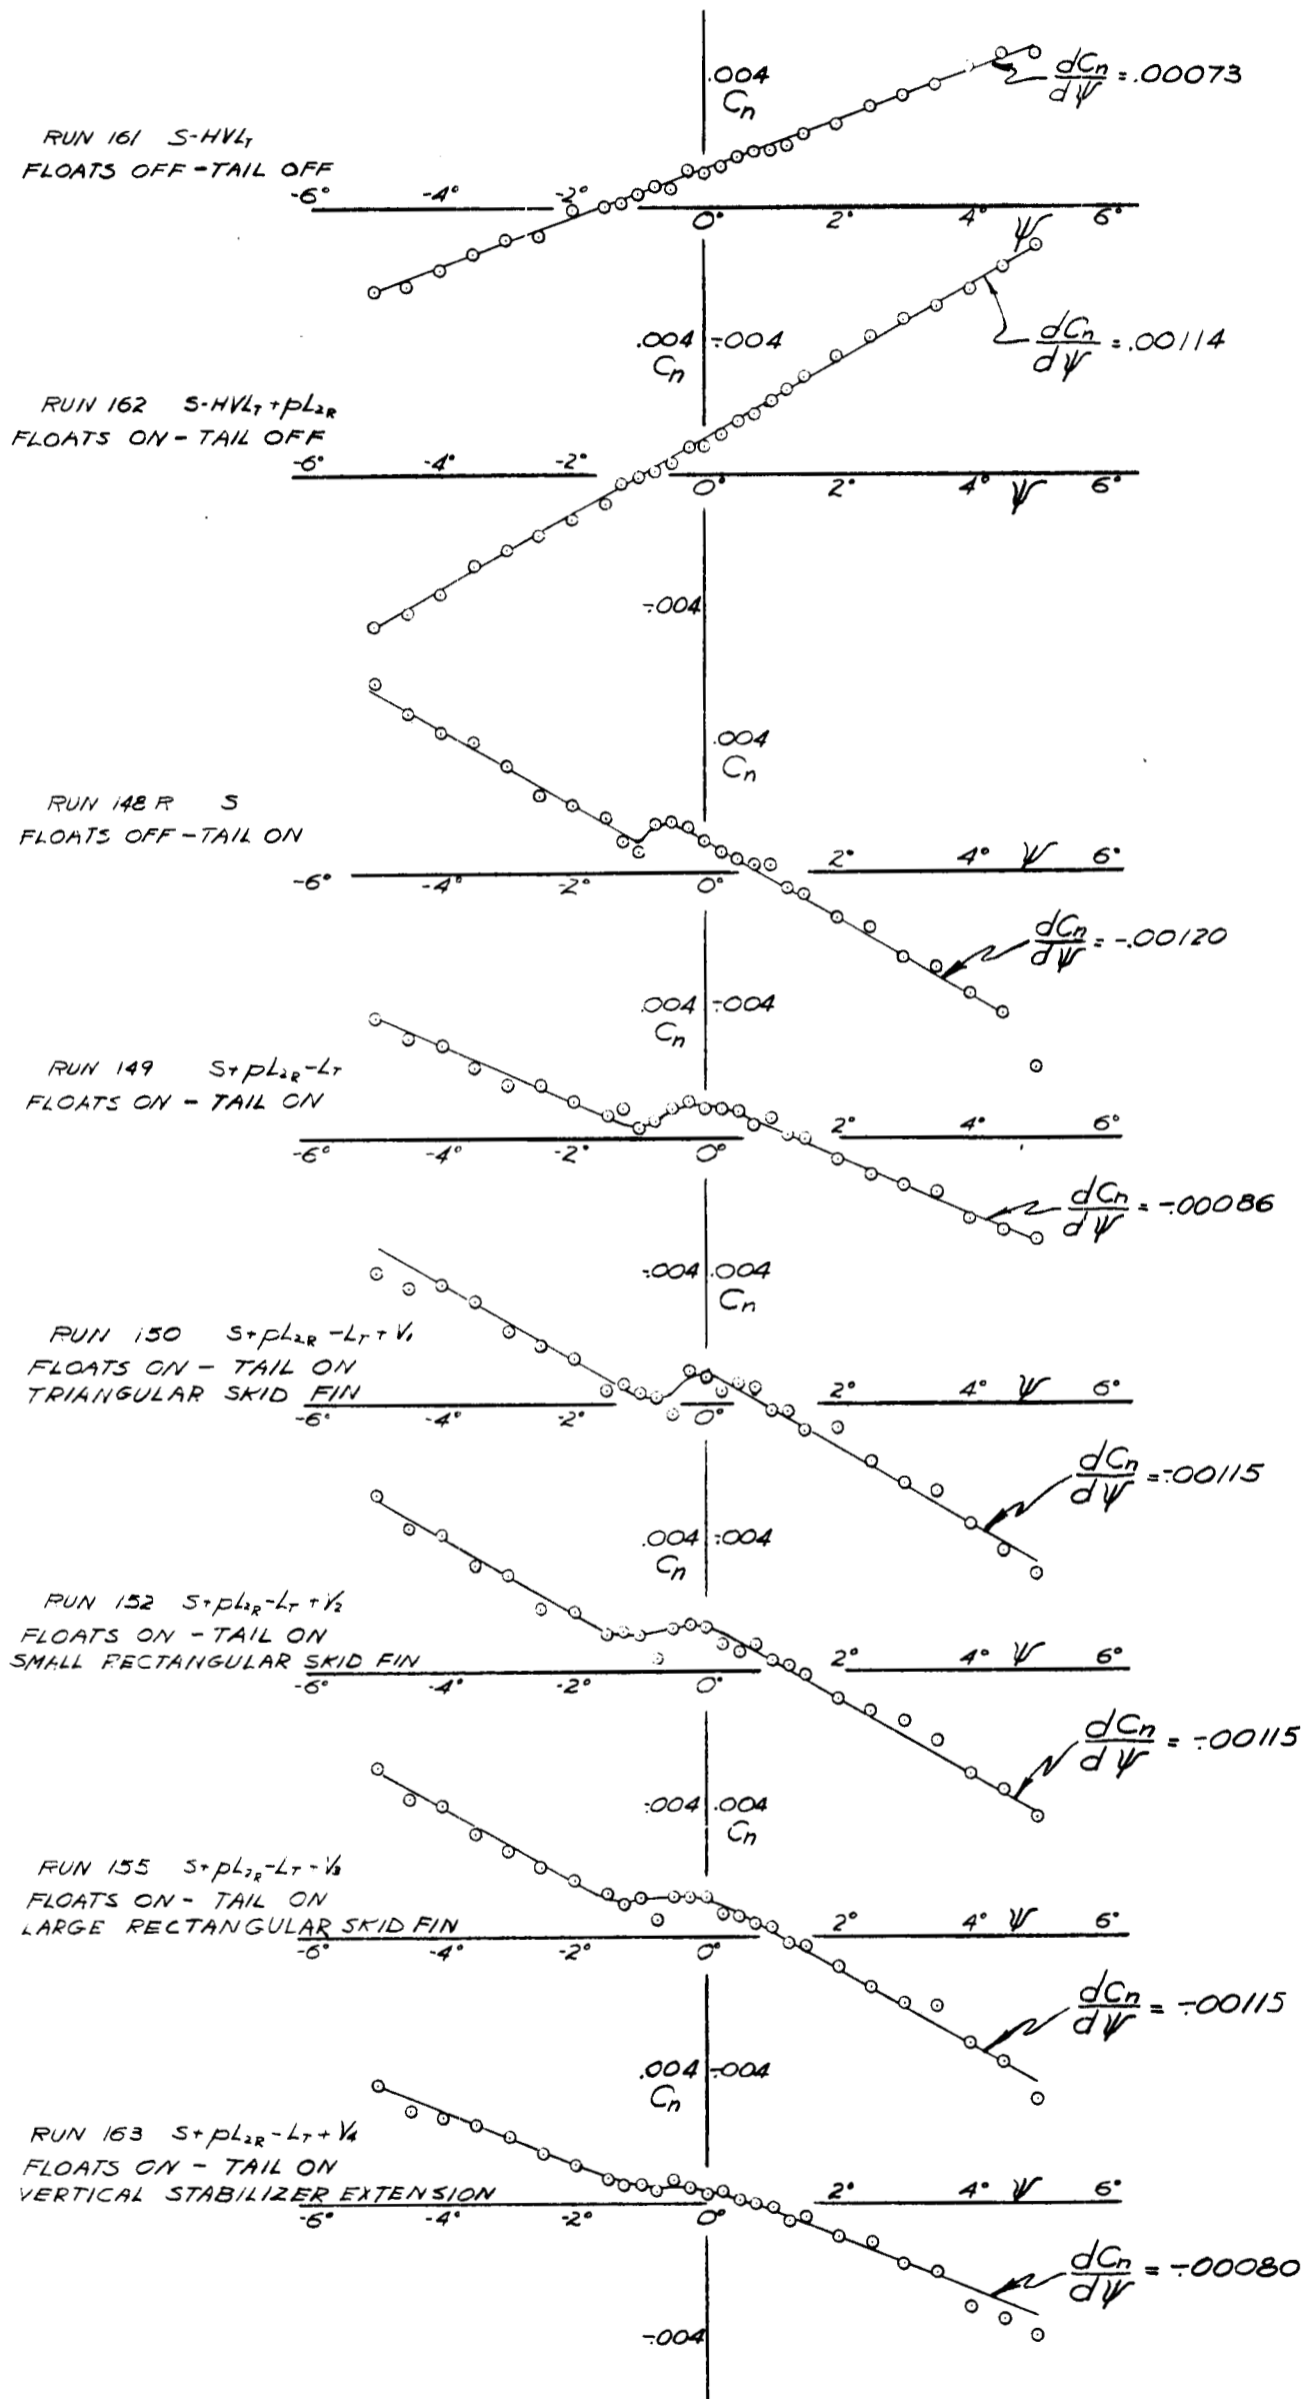 .004
Cn
dCn/dψ = .00073
RUN 161 S-HVLT
FLOATS OFF - TAIL OFF
-6° -4° -2° 0° 2° 4° ψ 6°
.004 -.004
Cn
dCn/dψ = .00114
RUN 162 S-HVLT+pL2R
FLOATS ON - TAIL OFF
-6° -4° -2° 0° 2° 4° ψ 6°
-.004
.004
Cn
RUN 148 R S
FLOATS OFF - TAIL ON
-6° -4° -2° 0° 2° 4° ψ 6°
dCn/dψ = -.00120
.004 -.004
Cn
RUN 149 S+pL2R-LT
FLOATS ON - TAIL ON
-6° -4° -2° 0° 2° 4° 6°
dCn/dψ = -.00086
-.004 .004
Cn
RUN 150 S+pL2R-LT+V1
FLOATS ON - TAIL ON
TRIANGULAR SKID FIN
-6° -4° -2° 0° 2° 4° ψ 6°
dCn/dψ = -.00115
.004 -.004
Cn
RUN 152 S+pL2R-LT+V2
FLOATS ON - TAIL ON
SMALL RECTANGULAR SKID FIN
-6° -4° -2° 0° 2° 4° ψ 6°
dCn/dψ = -.00115
-.004 .004
Cn
RUN 155 S+pL2R-LT-V3
FLOATS ON - TAIL ON
LARGE RECTANGULAR SKID FIN
-6° -4° -2° 0° 2° 4° ψ 6°
dCn/dψ = -.00115
.004 -.004
Cn
RUN 163 S+pL2R-LT+V4
FLOATS ON - TAIL ON
VERTICAL STABILIZER EXTENSION
-6° -4° -2° 0° 2° 4° ψ 6°
dCn/dψ = -.00080
-.004